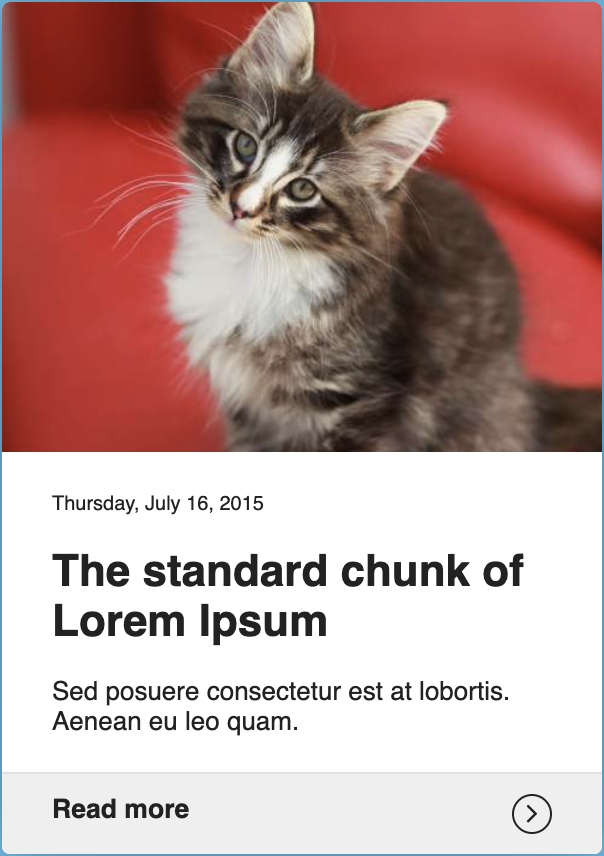 Thursday, July 16, 2015
The standard chunk of
Lorem Ipsum
Sed posuere consectetur est at lobortis.
Aenean eu leo quam.
Read more